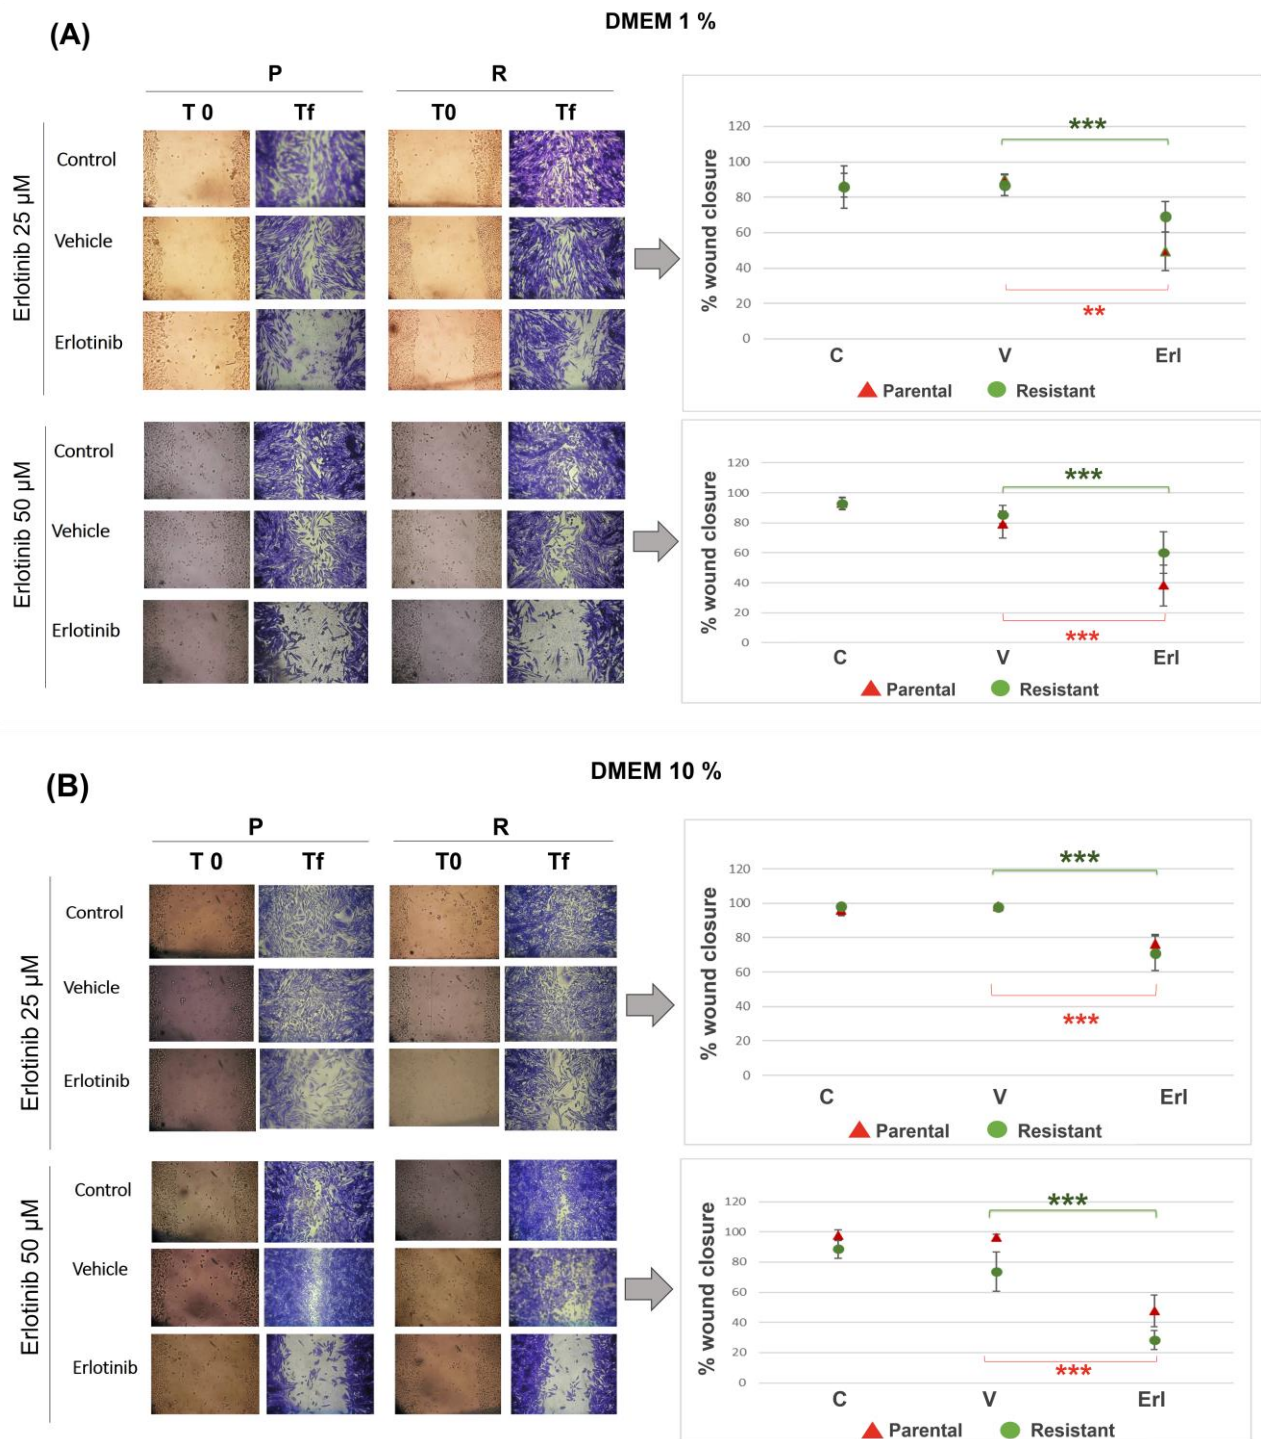 DMEM 1 %
(A)
P R
T 0 Tf T0 Tf
Erlotinib 25 µM
Control
Vehicle
Erlotinib
% wound closure
120
100
80
60
40
20
0
***
**
C V Erl
Parental Resistant
Erlotinib 50 µM
Control
Vehicle
Erlotinib
% wound closure
120
100
80
60
40
20
0
***
***
C V Erl
Parental Resistant
DMEM 10 %
(B)
P R
T 0 Tf T0 Tf
Erlotinib 25 µM
Control
Vehicle
Erlotinib
% wound closure
120
100
80
60
40
20
0
***
***
C V Erl
Parental Resistant
Erlotinib 50 µM
Control
Vehicle
Erlotinib
% wound closure
120
100
80
60
40
20
0
***
***
C V Erl
Parental Resistant